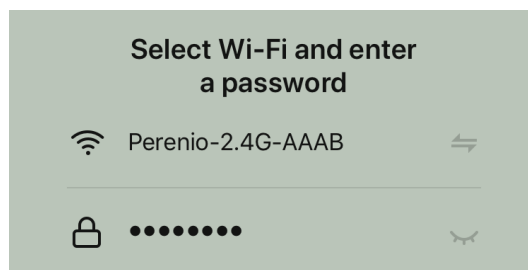 Select Wi-Fi and enter
a password
Perenio-2.4G-AAAB
••••••••